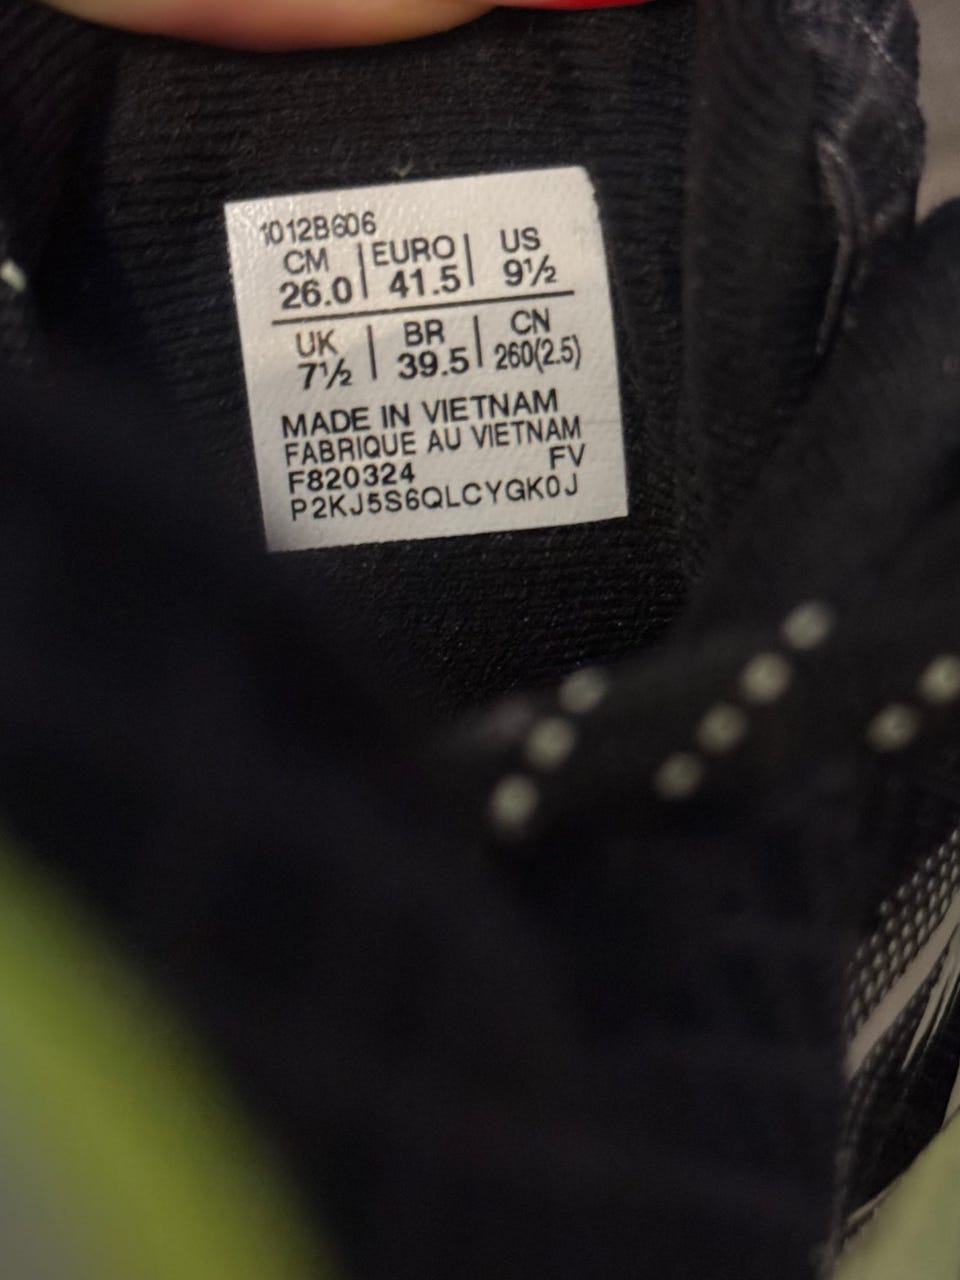 1012B606
CM | EURO | US
26.0 | 41.5 | 9½
UK | BR | CN
7½ | 39.5 | 260(2.5)
MADE IN VIETNAM
FABRIQUE AU VIETNAM
F820324 FV
P2KJ5S6QLCYGK0J